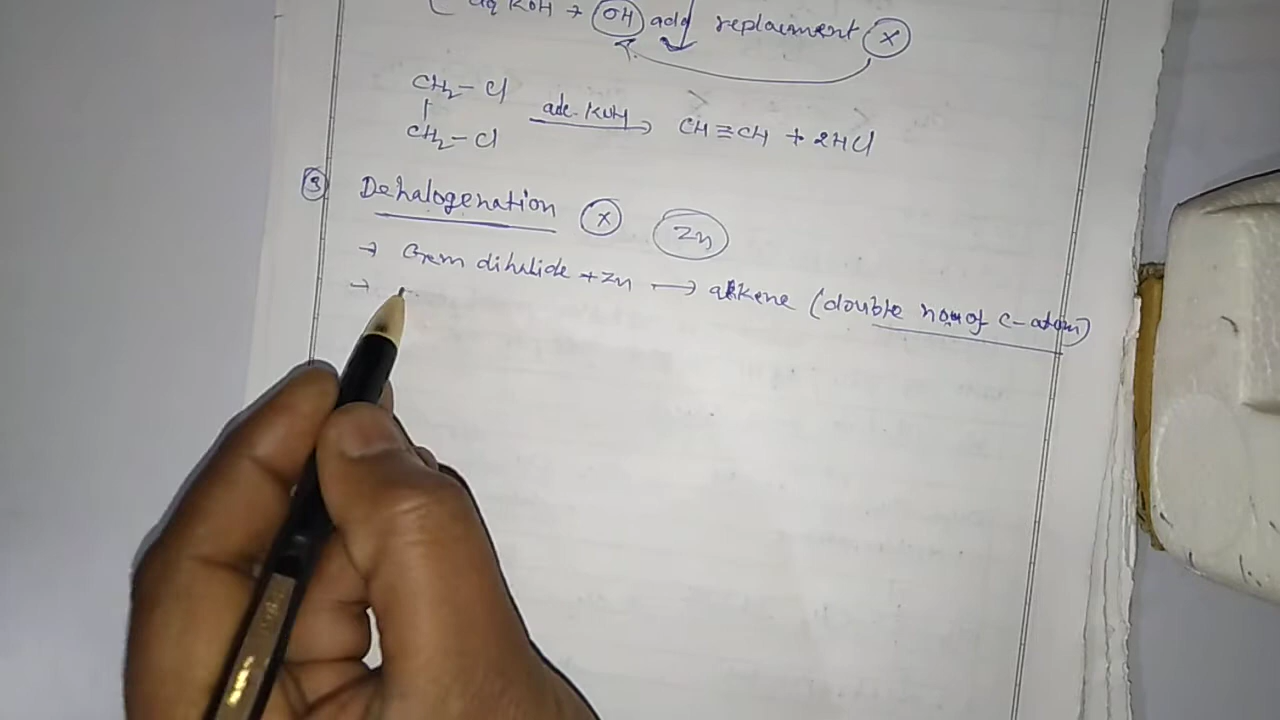 aq KOH → OH add replacment X
CH₂ – Cl
CH₂ – Cl alc. KOH → CH ≡ CH + 2HCl
3 Dehalogenation X Zn
→ Gem dihalide + Zn → alkene (double no. of C-atom)
→